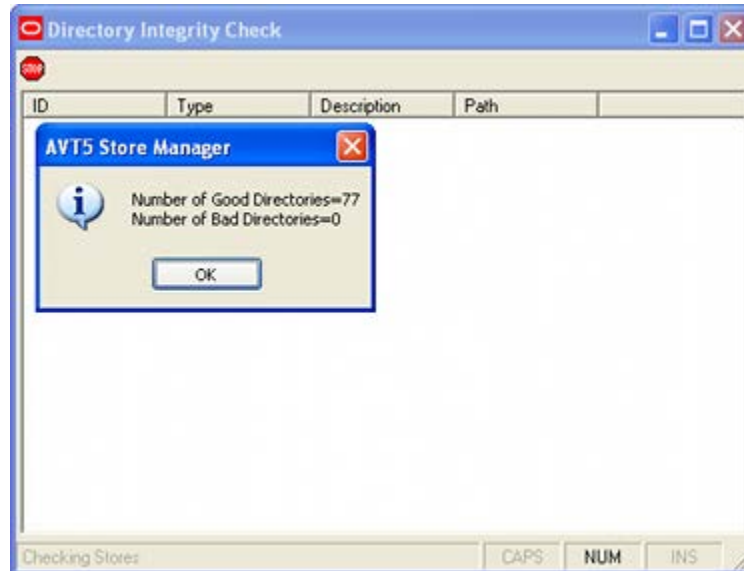 Directory Integrity Check
STOP
ID Type Description Path
AVT5 Store Manager
Number of Good Directories=77
Number of Bad Directories=0
OK
Checking Stores
CAPS NUM INS